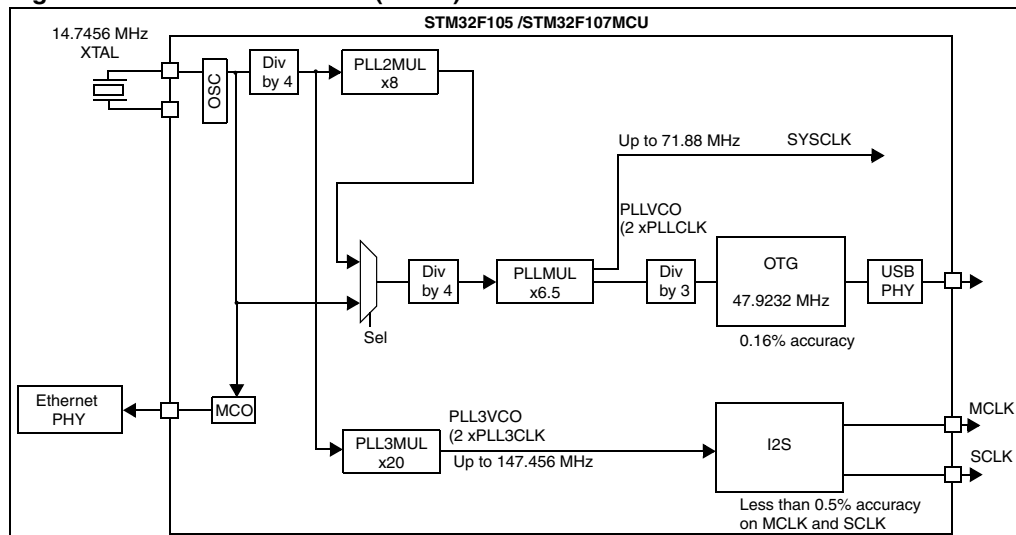 STM32F105 /STM32F107MCU
14.7456 MHz
XTAL
OSC
Div
by 4
PLL2MUL
x8
Up to 71.88 MHz
SYSCLK
PLLVCO
(2 xPLLCLK
Div
by 4
PLLMUL
x6.5
Div
by 3
OTG
47.9232 MHz
USB
PHY
Sel
0.16% accuracy
Ethernet
PHY
MCO
PLL3MUL
x20
PLL3VCO
(2 xPLL3CLK
Up to 147.456 MHz
I2S
MCLK
SCLK
Less than 0.5% accuracy
on MCLK and SCLK